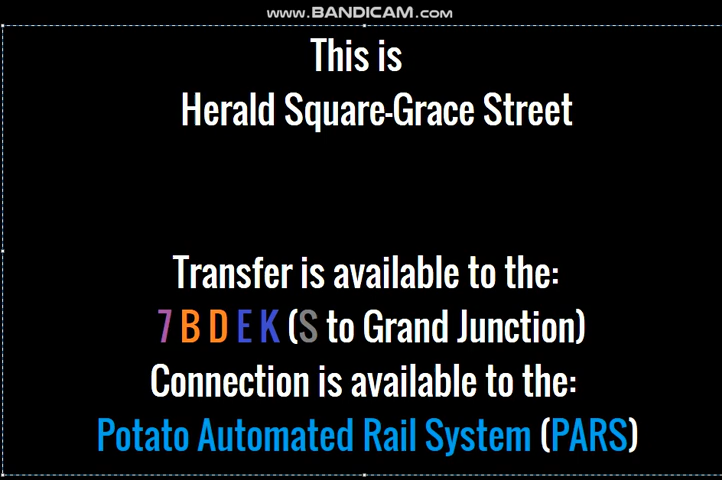 www.BANDICAM.com
This is
Herald Square-Grace Street
Transfer is available to the:
7 B D E K (S to Grand Junction)
Connection is available to the:
Potato Automated Rail System (PARS)